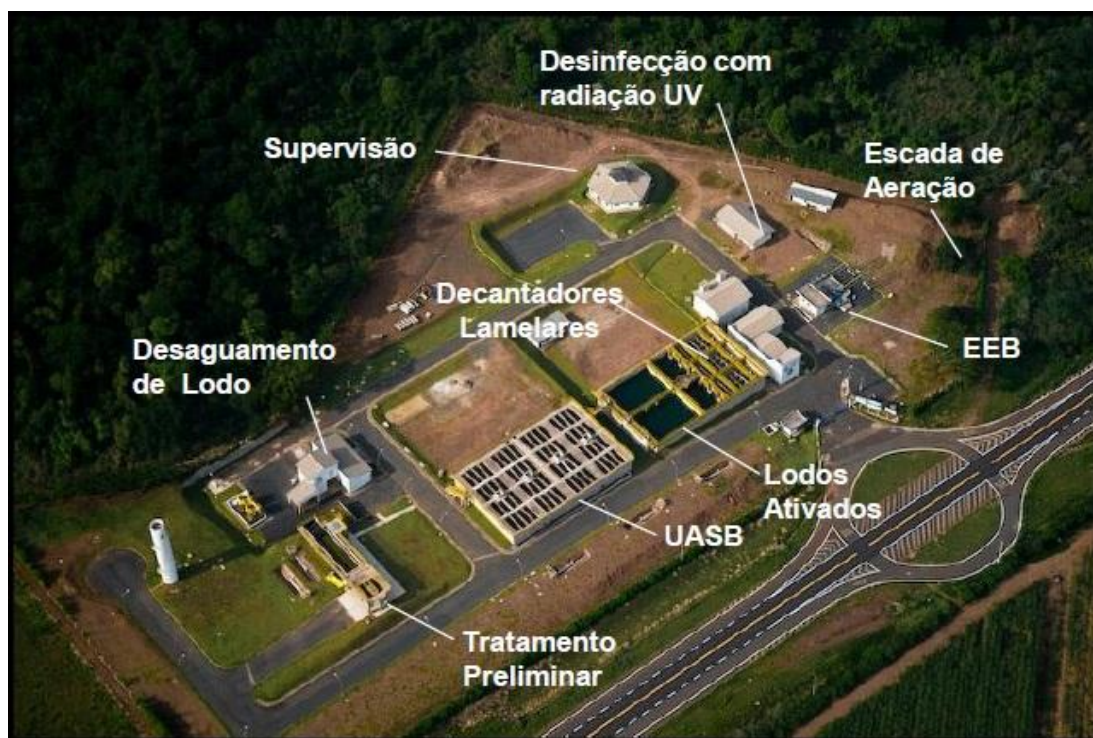 Desinfecção com
radiação UV
Supervisão
Escada de
Aeração
Decantadores
Lamelares
Desaguamento
de Lodo
EEB
Lodos
Ativados
UASB
Tratamento
Preliminar